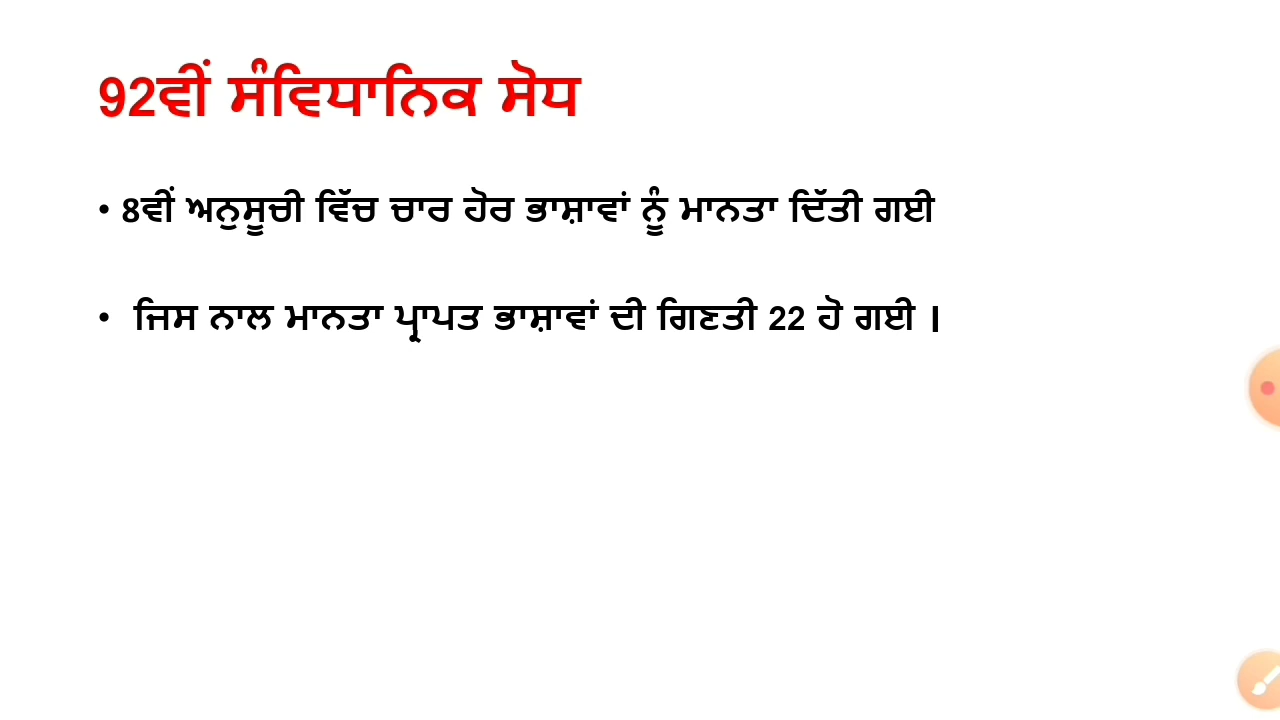 92ਵੀਂ ਸੰਵਿਧਾਨਿਕ ਸੋਧ
• 8ਵੀਂ ਅਨੁਸੂਚੀ ਵਿੱਚ ਚਾਰ ਹੋਰ ਭਾਸ਼ਾਵਾਂ ਨੂੰ ਮਾਨਤਾ ਦਿੱਤੀ ਗਈ
• ਜਿਸ ਨਾਲ ਮਾਨਤਾ ਪ੍ਰਾਪਤ ਭਾਸ਼ਾਵਾਂ ਦੀ ਗਿਣਤੀ 22 ਹੋ ਗਈ ।